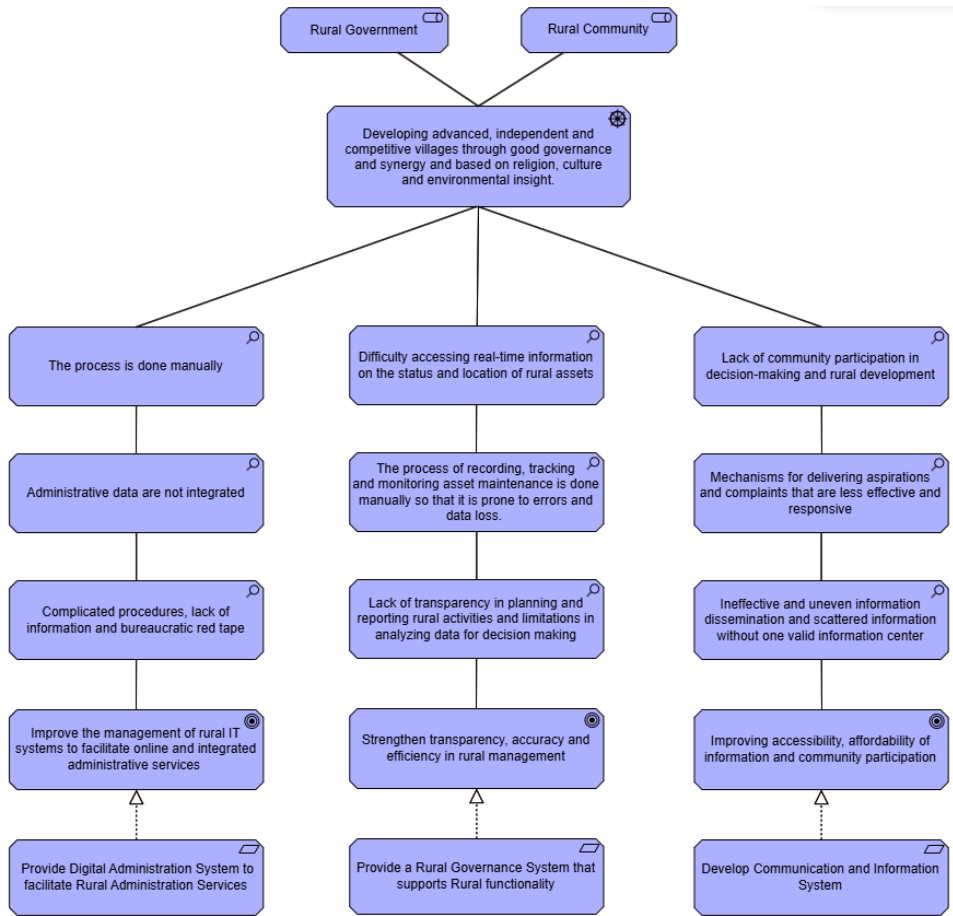 Rural Government
Rural Community
Developing advanced, independent and
competitive villages through good governance
and synergy and based on religion, culture
and environmental insight.
The process is done manually
Difficulty accessing real-time information
on the status and location of rural assets
Lack of community participation in
decision-making and rural development
Administrative data are not integrated
The process of recording, tracking
and monitoring asset maintenance is done
manually so that it is prone to errors and
data loss.
Mechanisms for delivering aspirations
and complaints that are less effective and
responsive
Complicated procedures, lack of
information and bureaucratic red tape
Lack of transparency in planning and
reporting rural activities and limitations in
analyzing data for decision making
Ineffective and uneven information
dissemination and scattered information
without one valid information center
Improve the management of rural IT
systems to facilitate online and integrated
administrative services
Strengthen transparency, accuracy and
efficiency in rural management
Improving accessibility, affordability of
information and community participation
Provide Digital Administration System to
facilitate Rural Administration Services
Provide a Rural Governance System that
supports Rural functionality
Develop Communication and Information
System